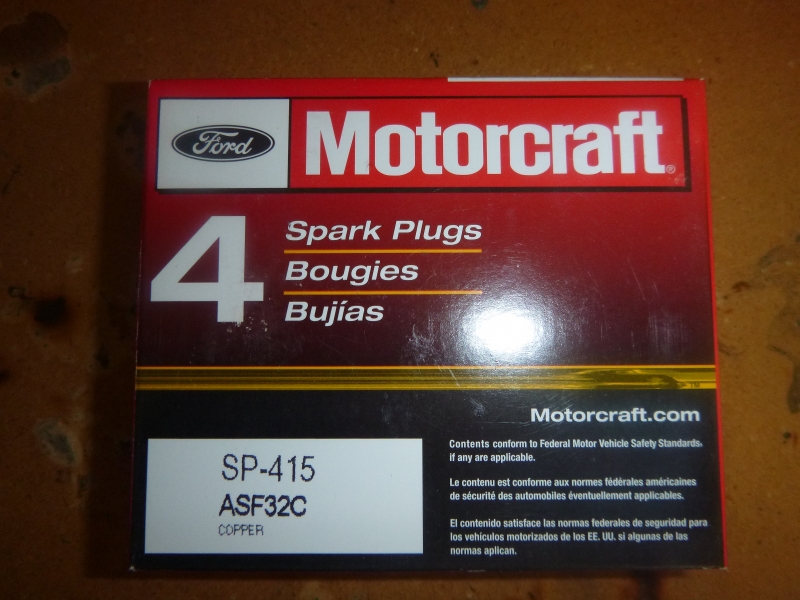 Ford
Motorcraft®
4
Spark Plugs
Bougies
Bujías
TM
Motorcraft.com
Contents conform to Federal Motor Vehicle Safety Standards,
if any are applicable.
Le contenu est conforme aux normes fédérales américaines
de sécurité des automobiles éventuellement applicables.
El contenido satisface las normas federales de seguridad para
los vehículos motorizados de los EE. UU. si algunas de las
normas aplican.
SP-415
ASF32C
COPPER